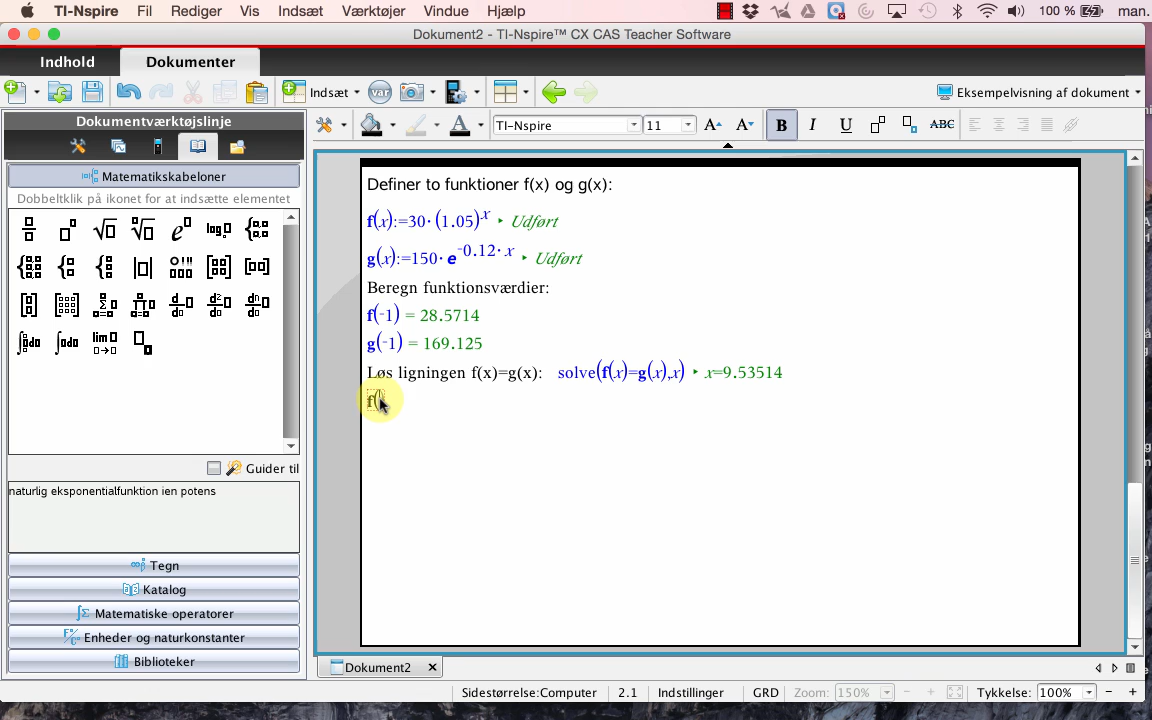 TI-Nspire Fil Rediger Vis Indsæt Værktøjer Vindue Hjælp 100 % man.
Dokument2 - TI-Nspire™ CX CAS Teacher Software
Indhold Dokumenter
Indsæt var Eksempelvisning af dokument
Dokumentværktøjslinje
TI-Nspire 11 A A B I U ABC
Matematikskabeloner
Dobbeltklik på ikonet for at indsætte elementet
Definer to funktioner f(x) og g(x):
f(x):=30·(1.05)^x ▸ Udført
g(x):=150·e^-0.12·x ▸ Udført
Beregn funktionsværdier:
f(-1) = 28.5714
g(-1) = 169.125
Løs ligningen f(x)=g(x): solve(f(x)=g(x),x) ▸ x=9.53514
f(
Guider til
naturlig eksponentialfunktion ien potens
Tegn
Katalog
Matematiske operatorer
Enheder og naturkonstanter
Biblioteker
Dokument2
Sidestørrelse:Computer 2.1 Indstillinger GRD Zoom: 150% Tykkelse: 100%